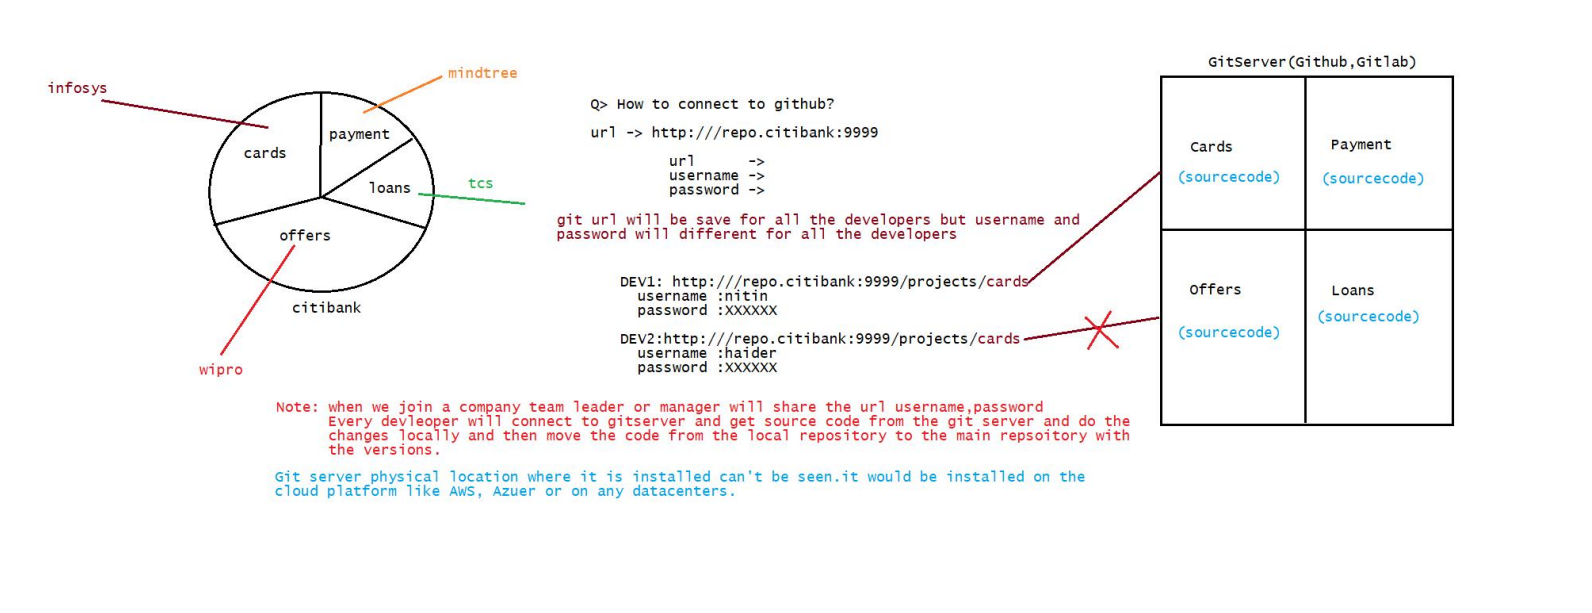 infosys
mindtree
cards
payment
loans
tcs
offers
citibank
wipro
Q> How to connect to github?
url -> http:///repo.citibank:9999
url ->
username ->
password ->
git url will be save for all the developers but username and
password will different for all the developers
DEV1: http:///repo.citibank:9999/projects/cards
username :nitin
password :XXXXXX
DEV2:http:///repo.citibank:9999/projects/cards
username :haider
password :XXXXXX
GitServer(Github,Gitlab)
Cards
(sourcecode)
Payment
(sourcecode)
Offers
(sourcecode)
Loans
(sourcecode)
Note: when we join a company team leader or manager will share the url username,password
Every devleoper will connect to gitserver and get source code from the git server and do the
changes locally and then move the code from the local repository to the main repsoitory with
the versions.
Git server physical location where it is installed can't be seen.it would be installed on the
cloud platform like AWS, Azuer or on any datacenters.